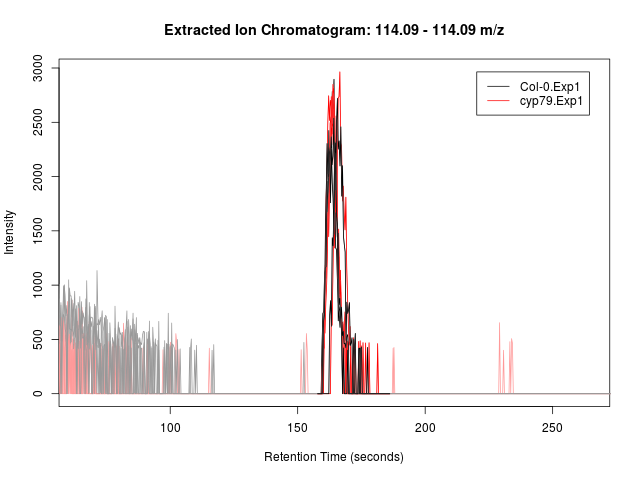 Extracted Ion Chromatogram: 114.09 - 114.09 m/z
Col-0.Exp1
cyp79.Exp1
Intensity
3000
2500
2000
1500
1000
500
0
100
150
200
250
Retention Time (seconds)